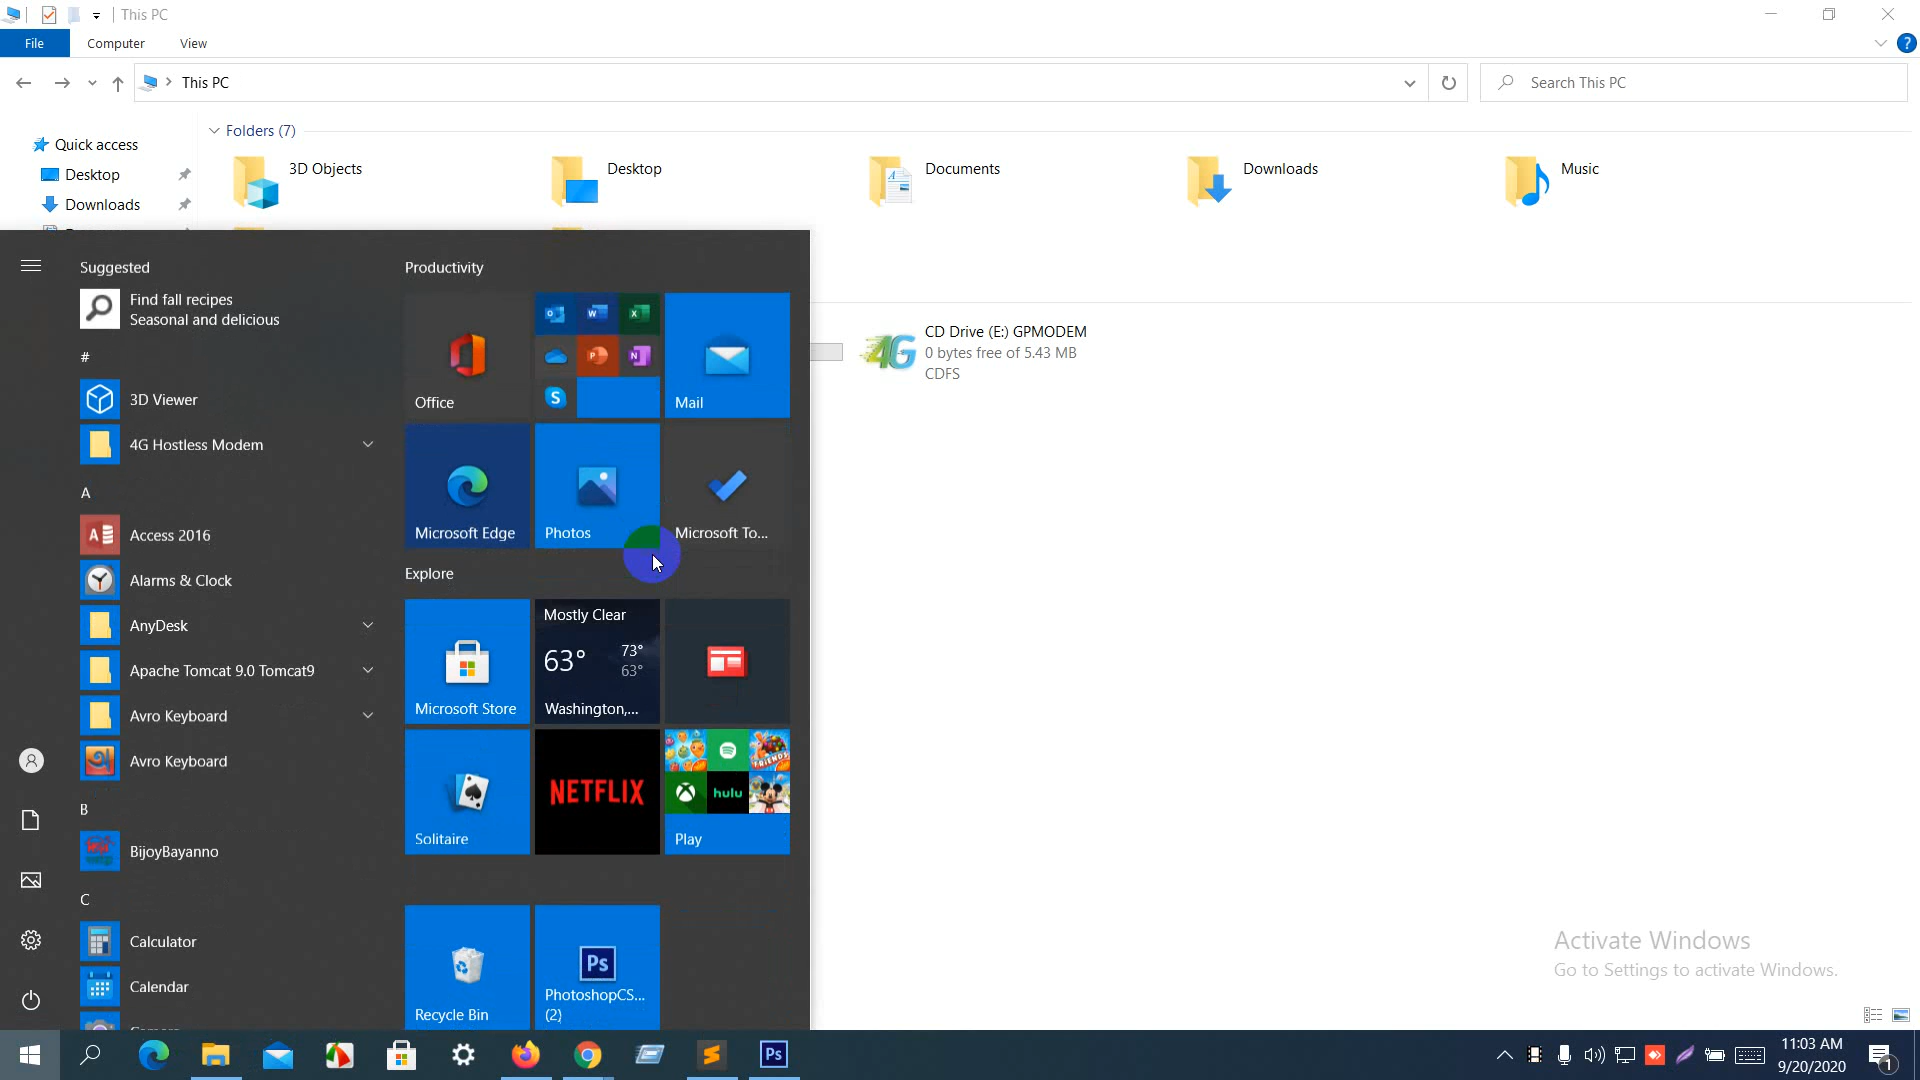 This PC
File
Computer
View
This PC
Search This PC
Quick access
Desktop
Downloads
Folders (7)
3D Objects
Desktop
Documents
Downloads
Music
CD Drive (E:) GPMODEM
0 bytes free of 5.43 MB
CDFS
4G
Suggested
Find fall recipes
Seasonal and delicious
#
3D Viewer
4G Hostless Modem
A
Access 2016
Alarms & Clock
AnyDesk
Apache Tomcat 9.0 Tomcat9
Avro Keyboard
Avro Keyboard
B
BijoyBayanno
C
Calculator
Calendar
Productivity
Office
Mail
Microsoft Edge
Photos
Microsoft To...
Explore
Microsoft Store
Mostly Clear
63°
73°
63°
Washington,...
Solitaire
NETFLIX
hulu
FRIENDS
Play
Recycle Bin
Ps
PhotoshopCS...
(2)
Activate Windows
Go to Settings to activate Windows.
Ps
11:03 AM
9/20/2020
1